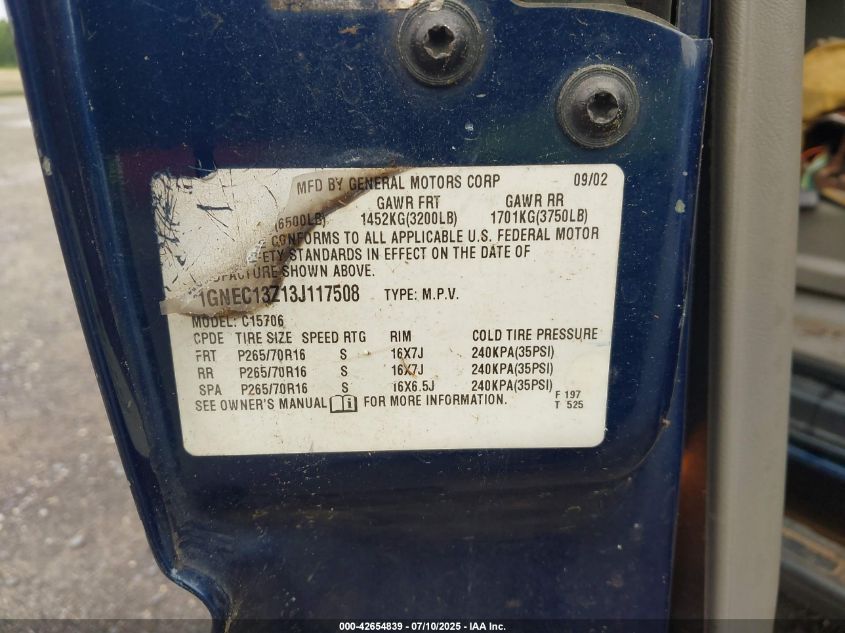 MFD BY GENERAL MOTORS CORP 09/02
GAWR FRT GAWR RR
(6500LB) 1452KG(3200LB) 1701KG(3750LB)
CONFORMS TO ALL APPLICABLE U.S. FEDERAL MOTOR
STANDARDS IN EFFECT ON THE DATE OF
SHOWN ABOVE.
1GNEC13Z13J117508 TYPE: M.P.V.
MODEL: C15706
CPDE TIRE SIZE SPEED RTG RIM COLD TIRE PRESSURE
FRT P265/70R16 S 16X7J 240KPA(35PSI)
RR P265/70R16 S 16X7J 240KPA(35PSI)
SPA P265/70R16 S 16X6.5J 240KPA(35PSI)
SEE OWNER'S MANUAL FOR MORE INFORMATION.
F 197
T 525
000-42654839 - 07/10/2025 - IAA Inc.